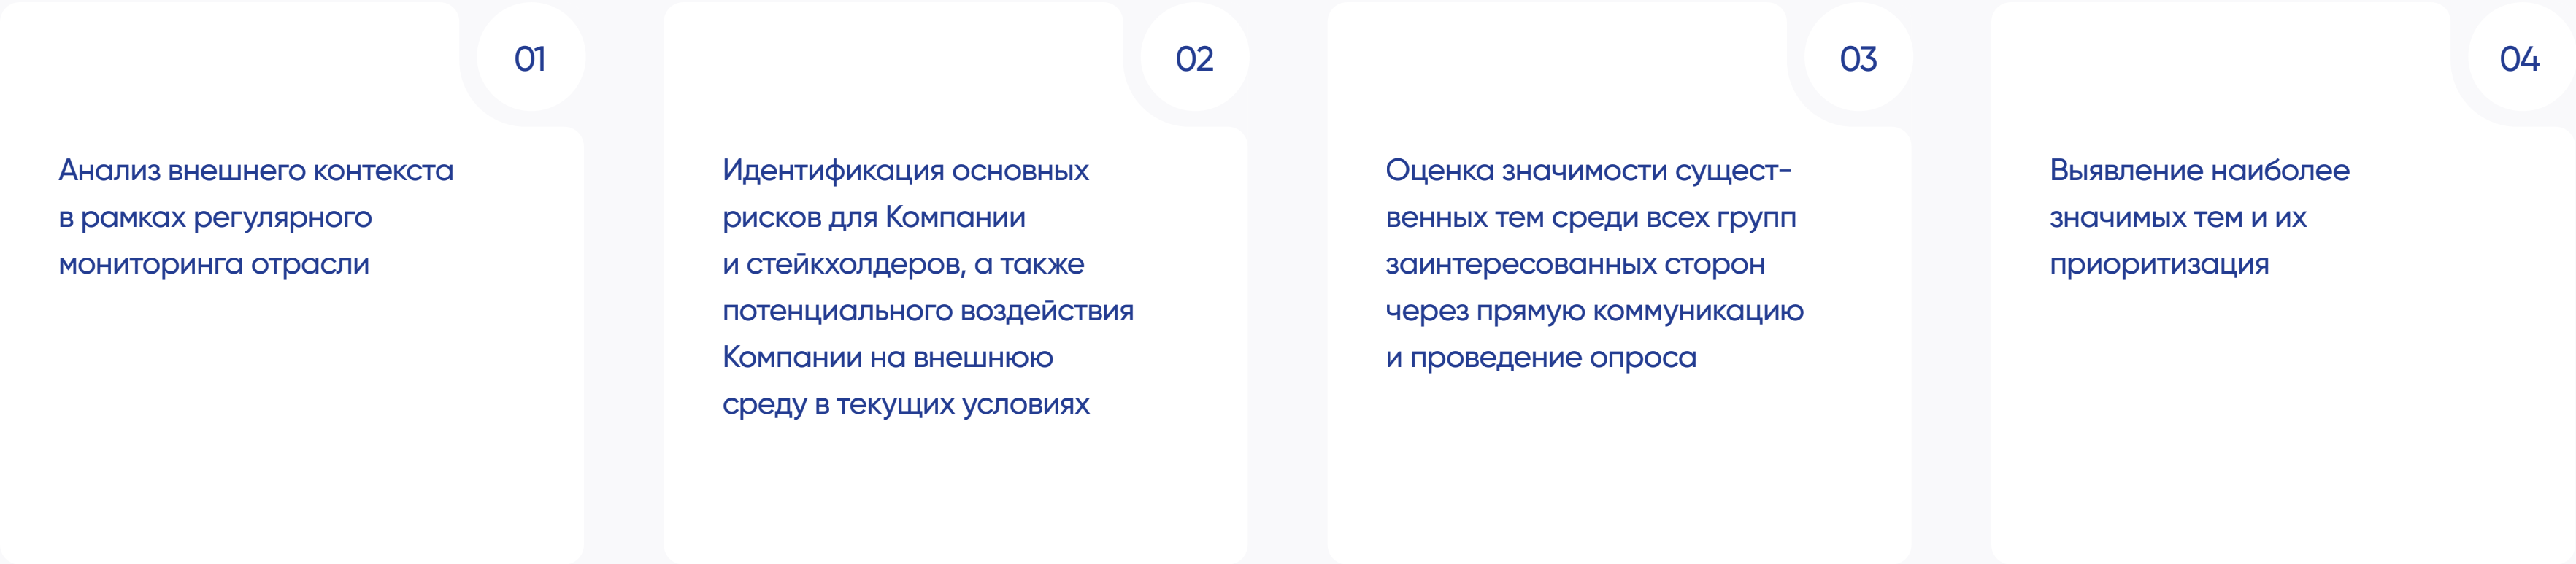 01
Анализ внешнего контекста
в рамках регулярного
мониторинга отрасли
02
Идентификация основных
рисков для Компании
и стейкхолдеров, а также
потенциального воздействия
Компании на внешнюю
среду в текущих условиях
03
Оценка значимости сущест-
венных тем среди всех групп
заинтересованных сторон
через прямую коммуникацию
и проведение опроса
04
Выявление наиболее
значимых тем и их
приоритизация